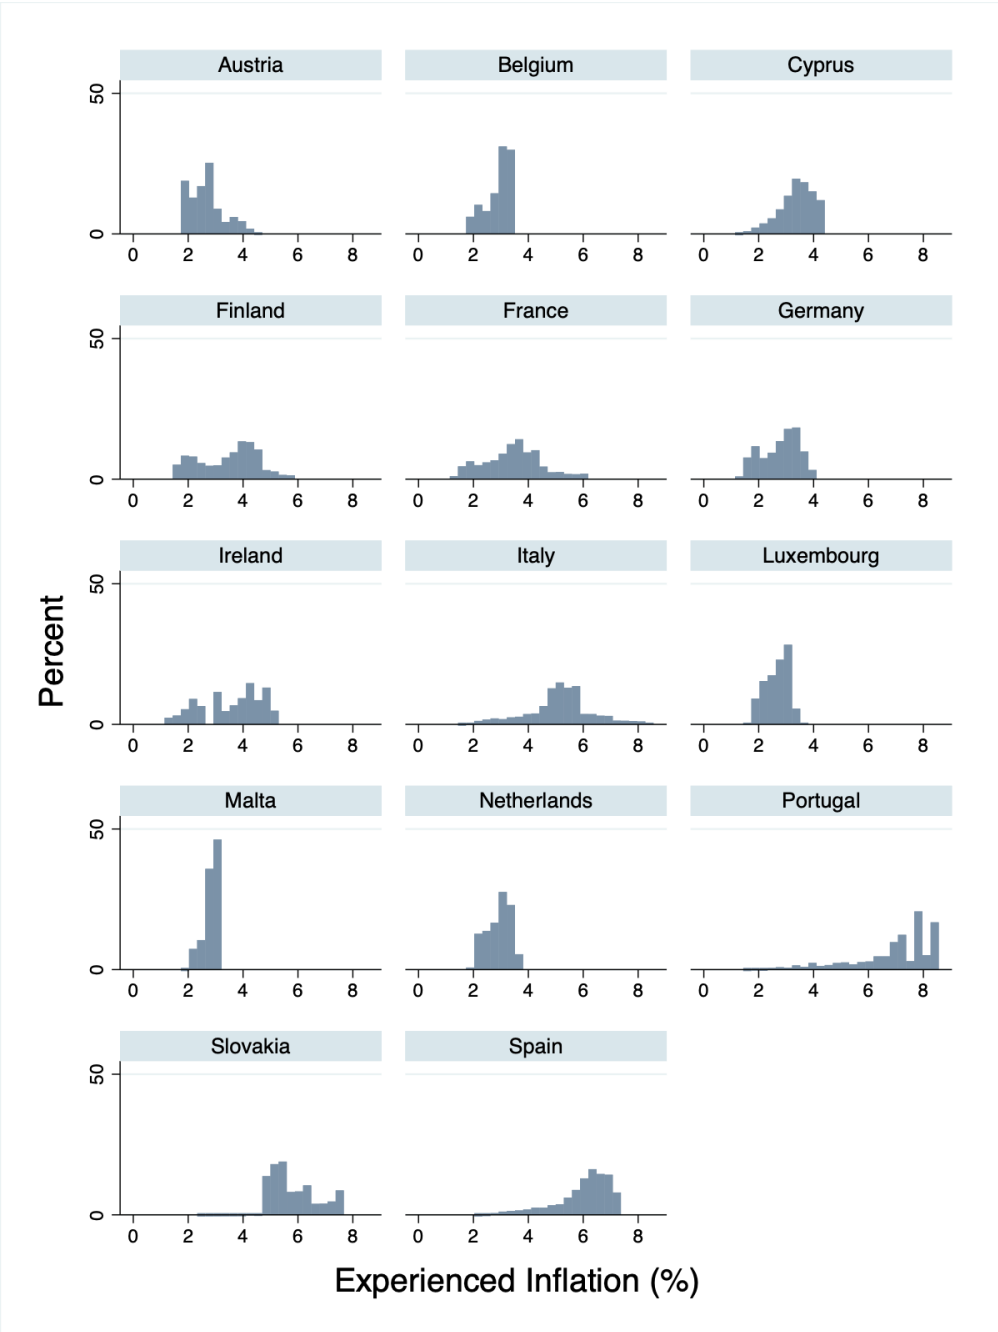 Austria Belgium Cyprus
50
0
0 2 4 6 8 0 2 4 6 8 0 2 4 6 8
Finland France Germany
50
0
0 2 4 6 8 0 2 4 6 8 0 2 4 6 8
Ireland Italy Luxembourg
50
0
0 2 4 6 8 0 2 4 6 8 0 2 4 6 8
Percent
Malta Netherlands Portugal
50
0
0 2 4 6 8 0 2 4 6 8 0 2 4 6 8
Slovakia Spain
50
0
0 2 4 6 8 0 2 4 6 8
Experienced Inflation (%)